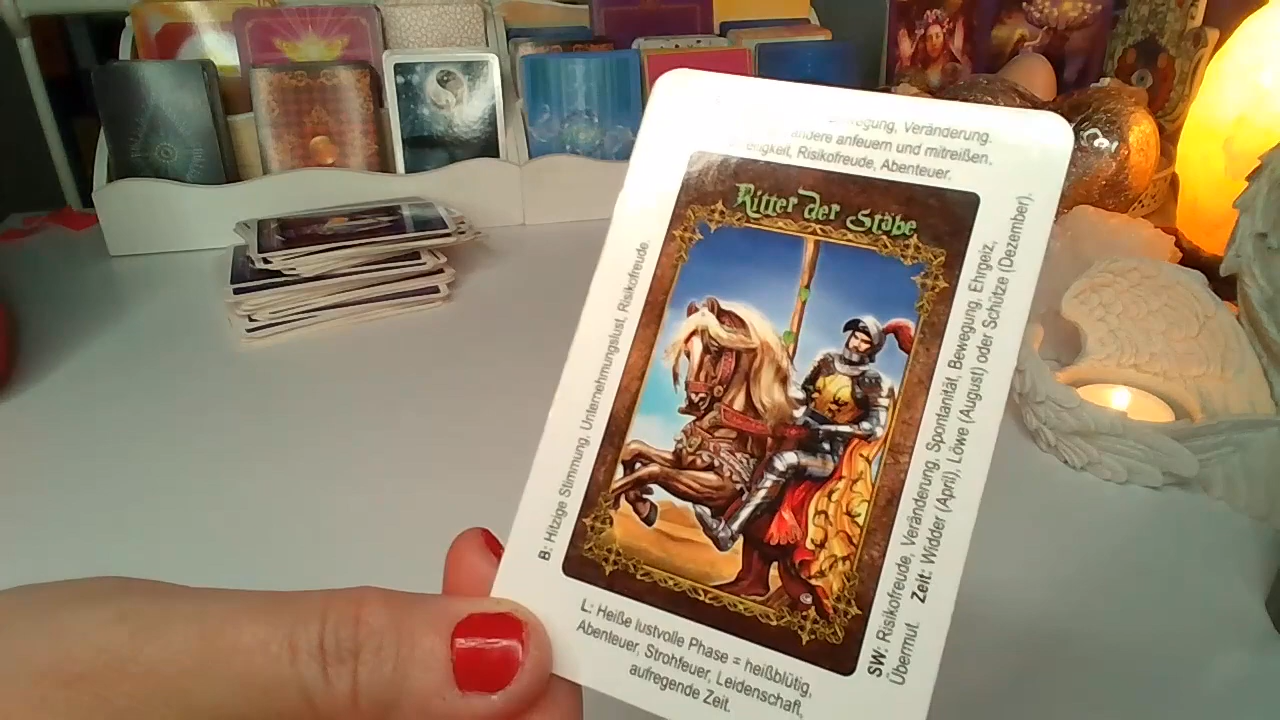 Veränderung.
andere anfeuern und mitreißen.
Risikofreude, Abenteuer.
Ritter der Stäbe
B: Hitzige Stimmung, Unternehmungslust, Risikofreude.
SW: Risikofreude, Veränderung, Spontanität, Bewegung, Ehrgeiz,
Übermut. Zeit: Widder (April), Löwe (August) oder Schütze (Dezember).
L: Heiße lustvolle Phase = heißblütig,
Abenteuer, Strohfeuer, Leidenschaft,
aufregende Zeit.